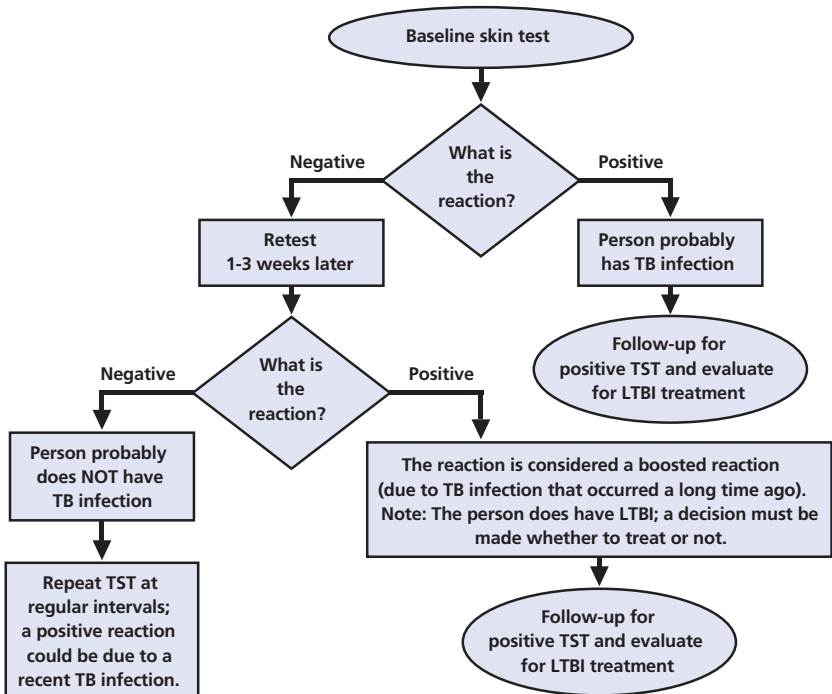 Baseline skin test
What is
the
reaction?
Negative
Positive
Retest
1-3 weeks later
Person probably
has TB infection
Follow-up for
positive TST and evaluate
for LTBI treatment
What is
the
reaction?
Negative
Positive
Person probably
does NOT have
TB infection
The reaction is considered a boosted reaction
(due to TB infection that occurred a long time ago).
Note: The person does have LTBI; a decision must be
made whether to treat or not.
Repeat TST at
regular intervals;
a positive reaction
could be due to a
recent TB infection.
Follow-up for
positive TST and evaluate
for LTBI treatment